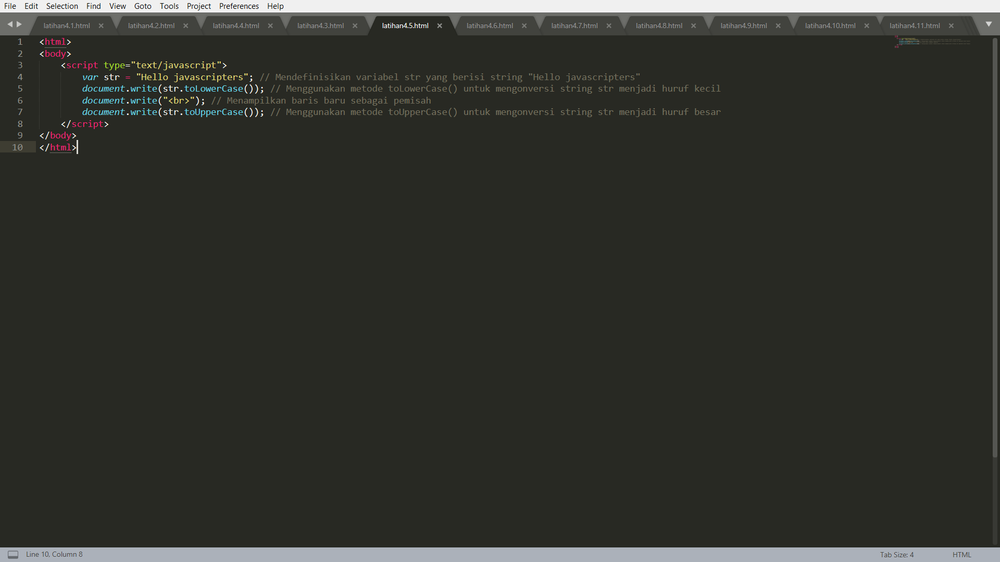 File Edit Selection Find View Goto Tools Project Preferences Help
latihan4.1.html latihan4.2.html latihan4.4.html latihan4.3.html latihan4.5.html latihan4.6.html latihan4.7.html latihan4.8.html latihan4.9.html latihan4.10.html latihan4.11.html
1 <html>
2 <body>
3 <script type="text/javascript">
4 var str = "Hello javascripters"; // Mendefinisikan variabel str yang berisi string "Hello javascripters"
5 document.write(str.toLowerCase()); // Menggunakan metode toLowerCase() untuk mengonversi string str menjadi huruf kecil
6 document.write("<br>"); // Menampilkan baris baru sebagai pemisah
7 document.write(str.toUpperCase()); // Menggunakan metode toUpperCase() untuk mengonversi string str menjadi huruf besar
8 </script>
9 </body>
10 </html>
Line 10, Column 8 Tab Size: 4 HTML